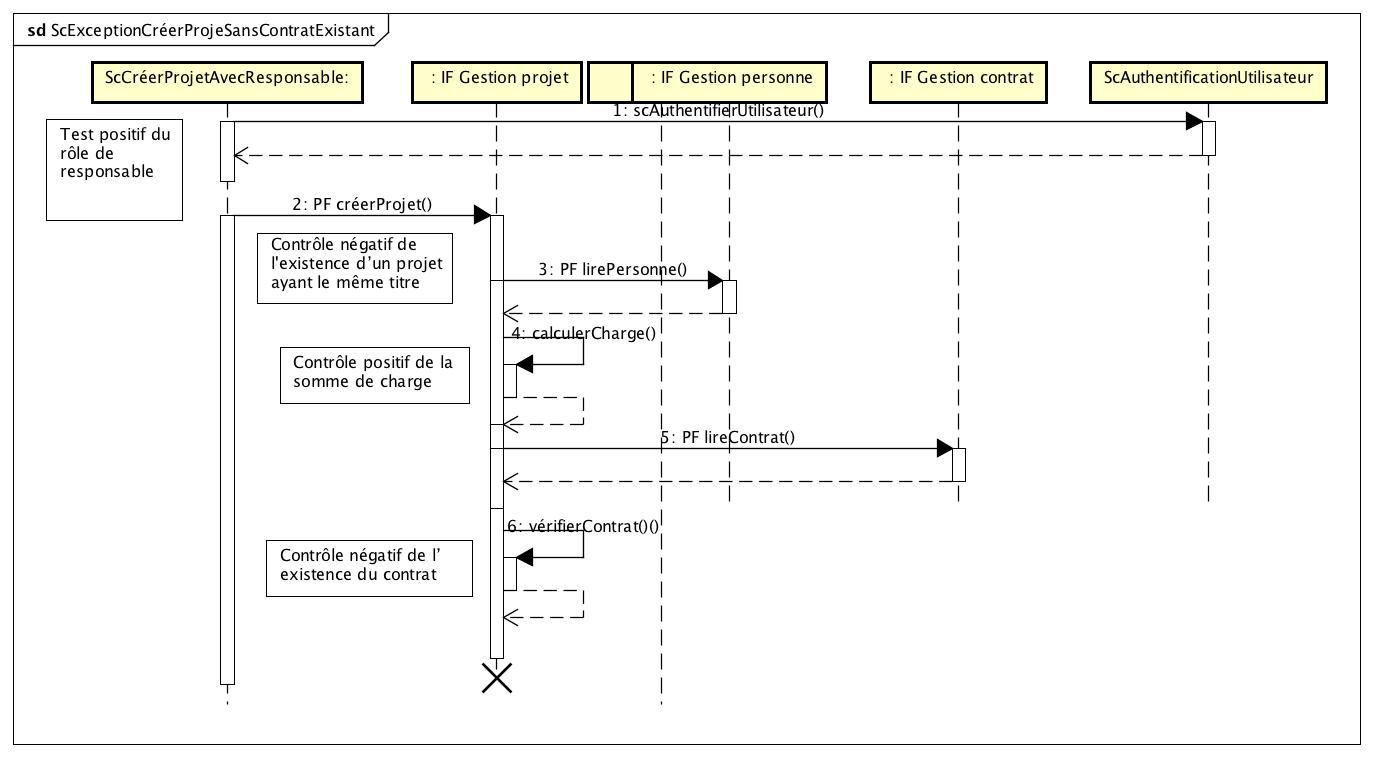 sd ScExceptionCréerProjeSansContratExistant
ScCréerProjetAvecResponsable:
: IF Gestion projet
: IF Gestion personne
: IF Gestion contrat
ScAuthentificationUtilisateur
1: scAuthentifierUtilisateur()
Test positif du
rôle de
responsable
2: PF créerProjet()
Contrôle négatif de
l'existence d’un projet
ayant le même titre
3: PF lirePersonne()
4: calculerCharge()
Contrôle positif de la
somme de charge
5: PF lireContrat()
6: vérifierContrat()()
Contrôle négatif de l’
existence du contrat